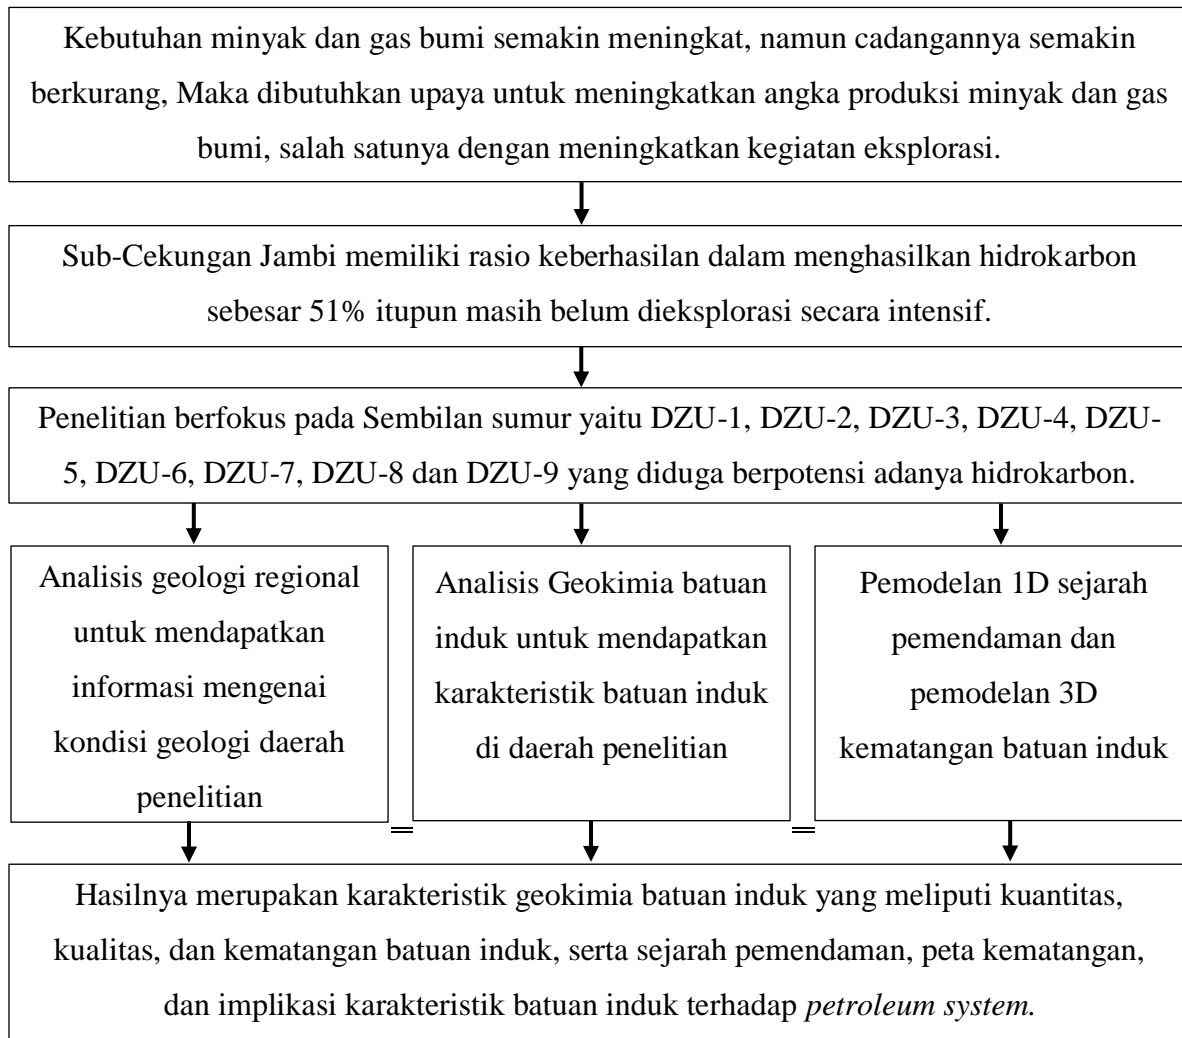 Kebutuhan minyak dan gas bumi semakin meningkat, namun cadangannya semakin
berkurang, Maka dibutuhkan upaya untuk meningkatkan angka produksi minyak dan gas
bumi, salah satunya dengan meningkatkan kegiatan eksplorasi.
Sub-Cekungan Jambi memiliki rasio keberhasilan dalam menghasilkan hidrokarbon
sebesar 51% itupun masih belum dieksplorasi secara intensif.
Penelitian berfokus pada Sembilan sumur yaitu DZU-1, DZU-2, DZU-3, DZU-4, DZU-
5, DZU-6, DZU-7, DZU-8 dan DZU-9 yang diduga berpotensi adanya hidrokarbon.
Analisis geologi regional
untuk mendapatkan
informasi mengenai
kondisi geologi daerah
penelitian
Analisis Geokimia batuan
induk untuk mendapatkan
karakteristik batuan induk
di daerah penelitian
Pemodelan 1D sejarah
pemendaman dan
pemodelan 3D
kematangan batuan induk
Hasilnya merupakan karakteristik geokimia batuan induk yang meliputi kuantitas,
kualitas, dan kematangan batuan induk, serta sejarah pemendaman, peta kematangan,
dan implikasi karakteristik batuan induk terhadap petroleum system.